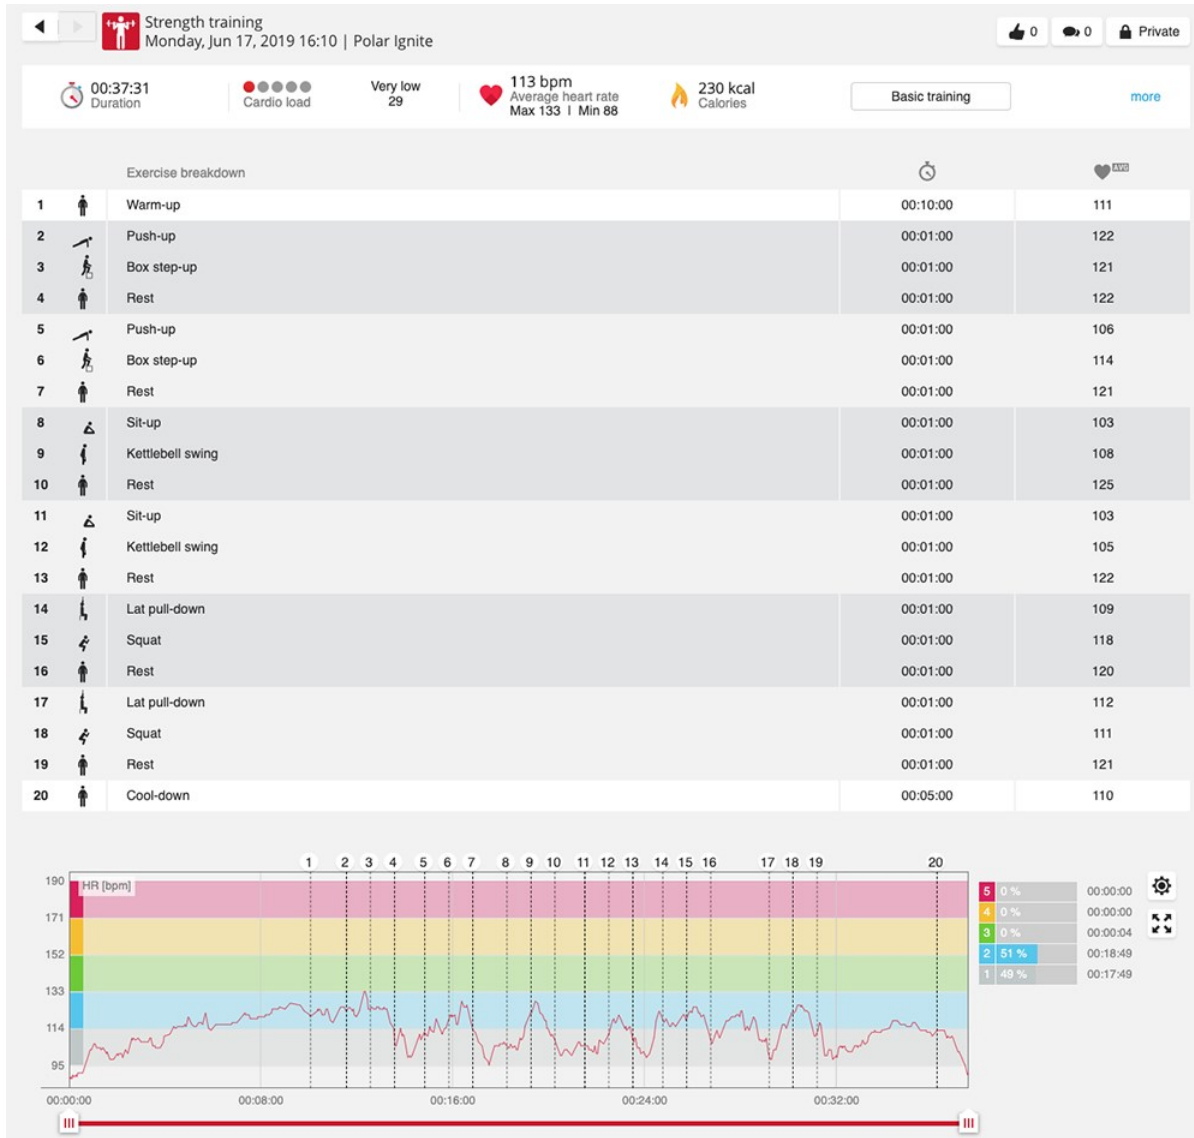 Strength training
Monday, Jun 17, 2019 16:10 | Polar Ignite
0
0
Private
00:37:31
Duration
Cardio load
Very low
29
113 bpm
Average heart rate
Max 133 | Min 88
230 kcal
Calories
Basic training
more
Exercise breakdown AVG
1 Warm-up 00:10:00 111
2 Push-up 00:01:00 122
3 Box step-up 00:01:00 121
4 Rest 00:01:00 122
5 Push-up 00:01:00 106
6 Box step-up 00:01:00 114
7 Rest 00:01:00 121
8 Sit-up 00:01:00 103
9 Kettlebell swing 00:01:00 108
10 Rest 00:01:00 125
11 Sit-up 00:01:00 103
12 Kettlebell swing 00:01:00 105
13 Rest 00:01:00 122
14 Lat pull-down 00:01:00 109
15 Squat 00:01:00 118
16 Rest 00:01:00 120
17 Lat pull-down 00:01:00 112
18 Squat 00:01:00 111
19 Rest 00:01:00 121
20 Cool-down 00:05:00 110
1 2 3 4 5 6 7 8 9 10 11 12 13 14 15 16 17 18 19 20
HR [bpm]
190
171
152
133
114
95
00:00:00 00:08:00 00:16:00 00:24:00 00:32:00
5 0 % 00:00:00
4 0 % 00:00:00
3 0 % 00:00:04
2 51 % 00:18:49
1 49 % 00:17:49